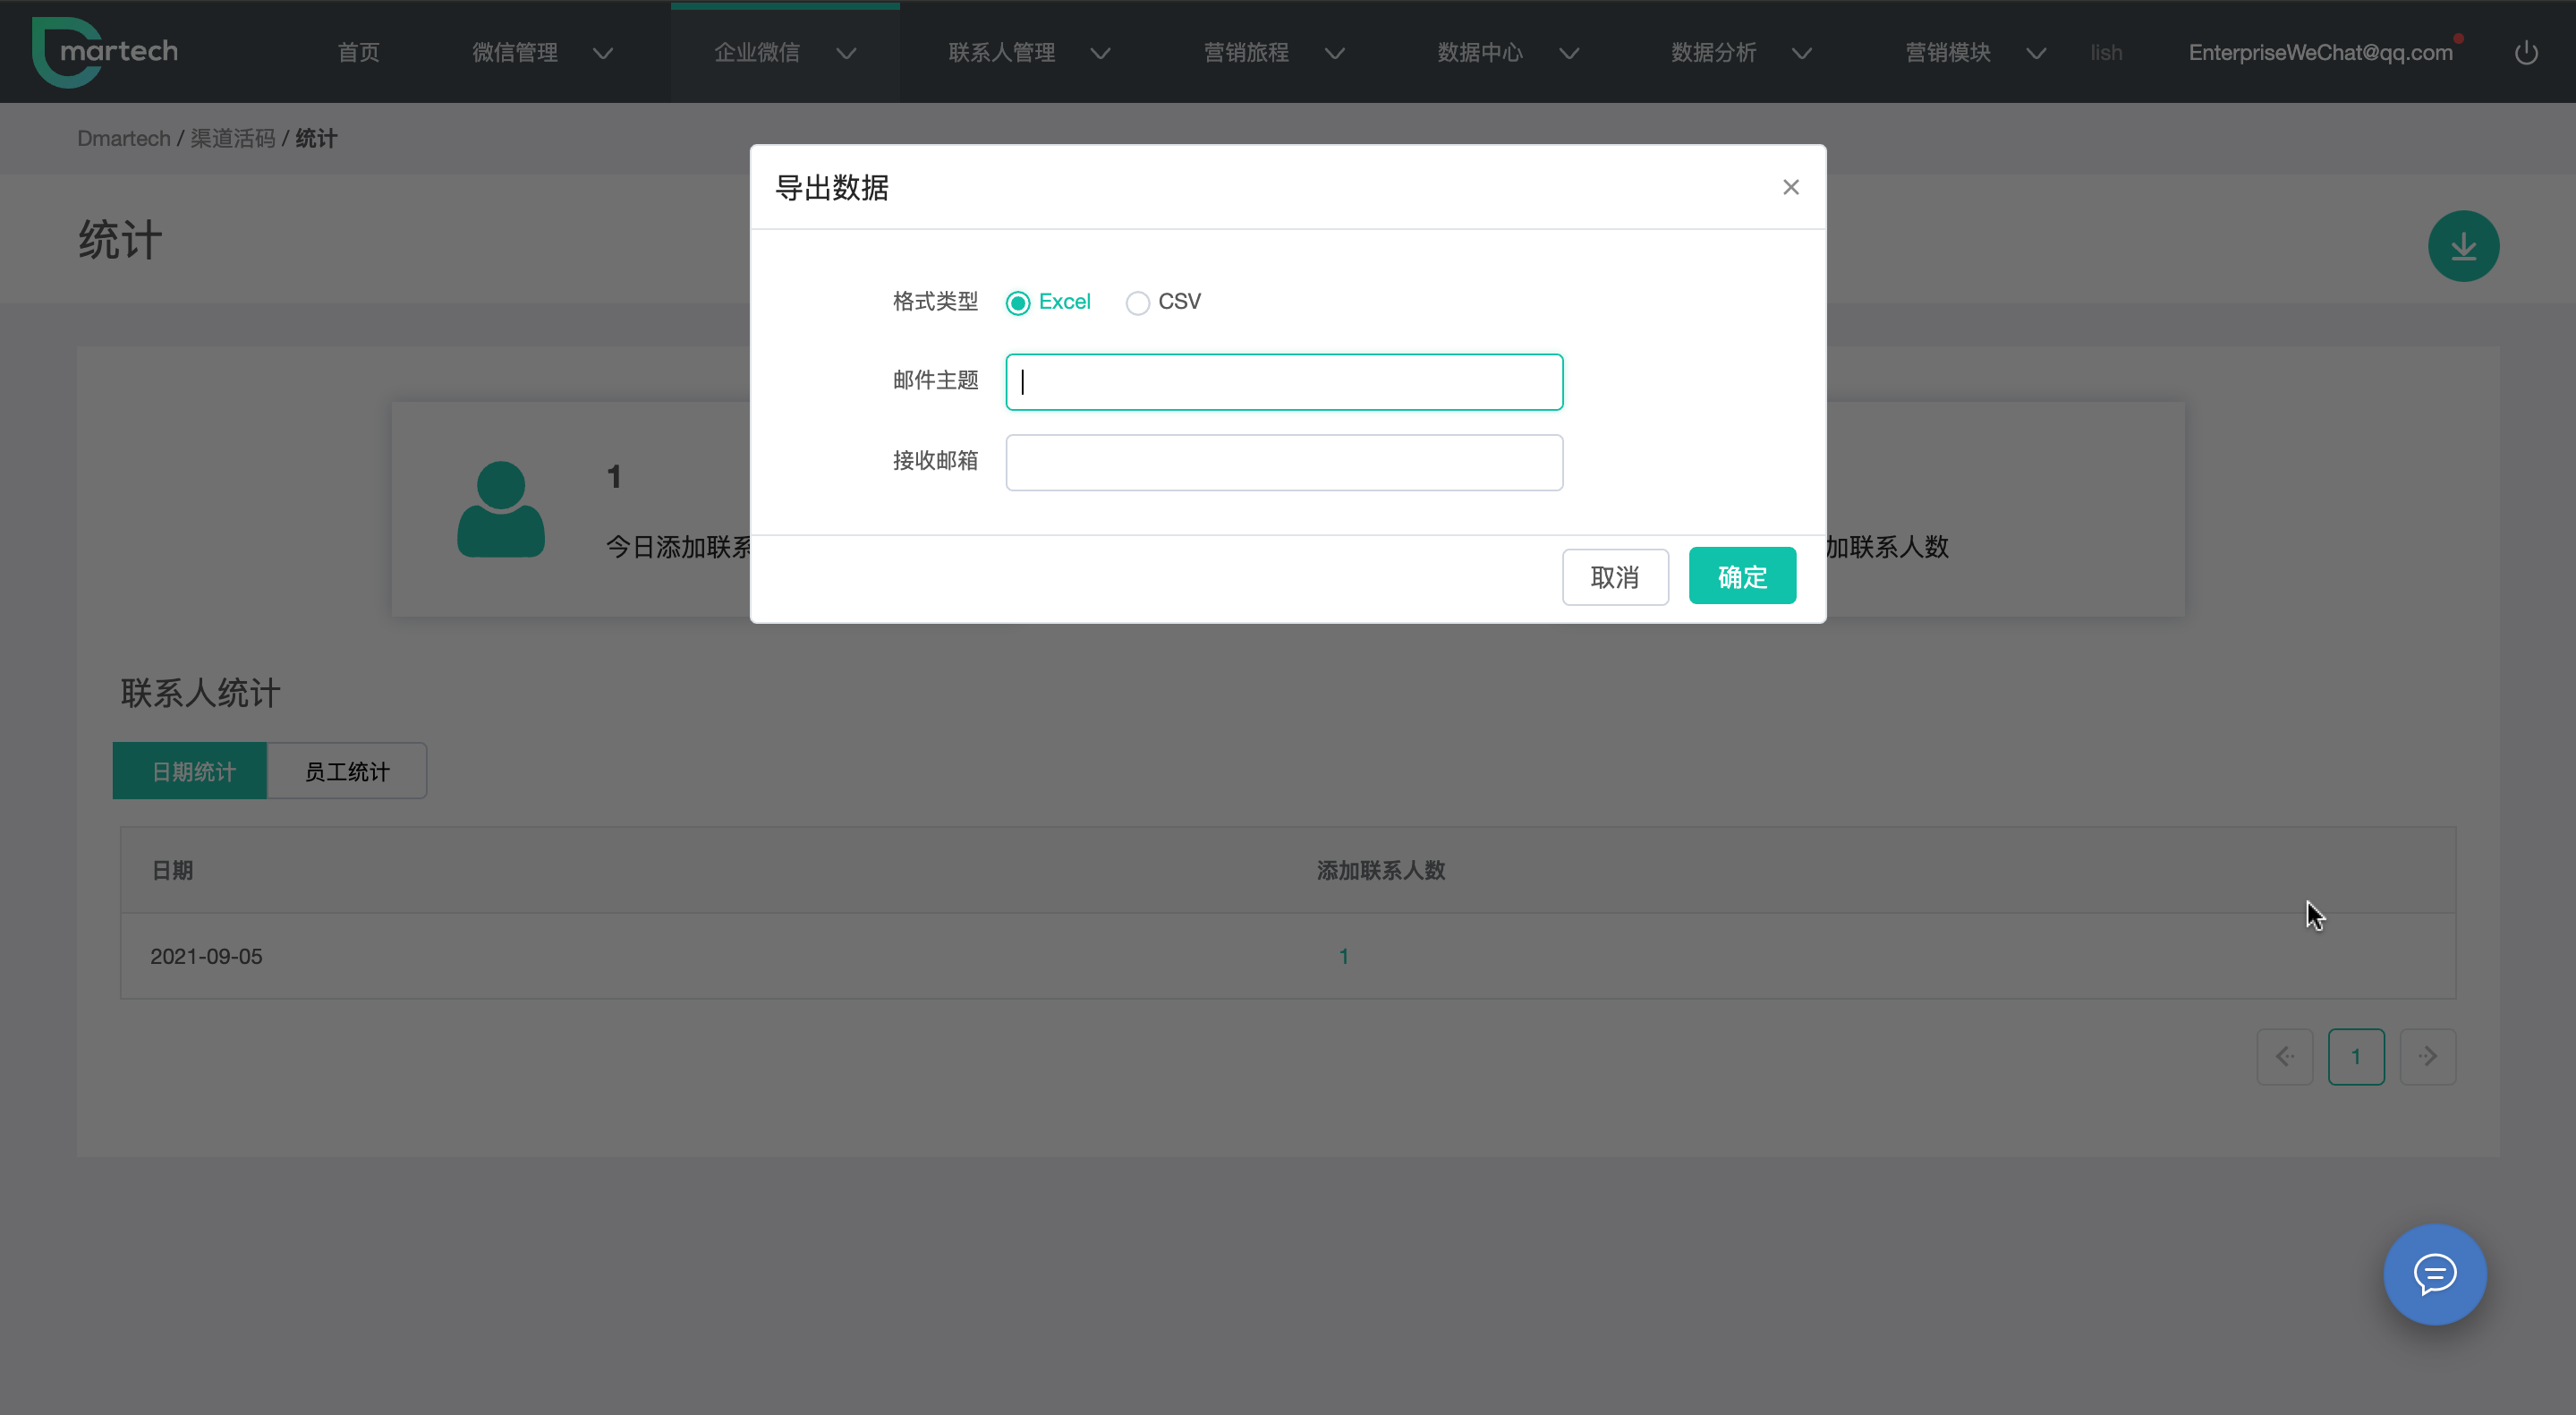 martech
首页 微信管理 企业微信 联系人管理 营销旅程 数据中心 数据分析 营销模块 lish EnterpriseWeChat@qq.com
Dmartech / 渠道活码 / 统计
统计
导出数据
格式类型 Excel CSV
邮件主题
接收邮箱
取消 确定
1
今日添加联系
加联系人数
联系人统计
日期统计 员工统计
日期 添加联系人数
2021-09-05 1
1